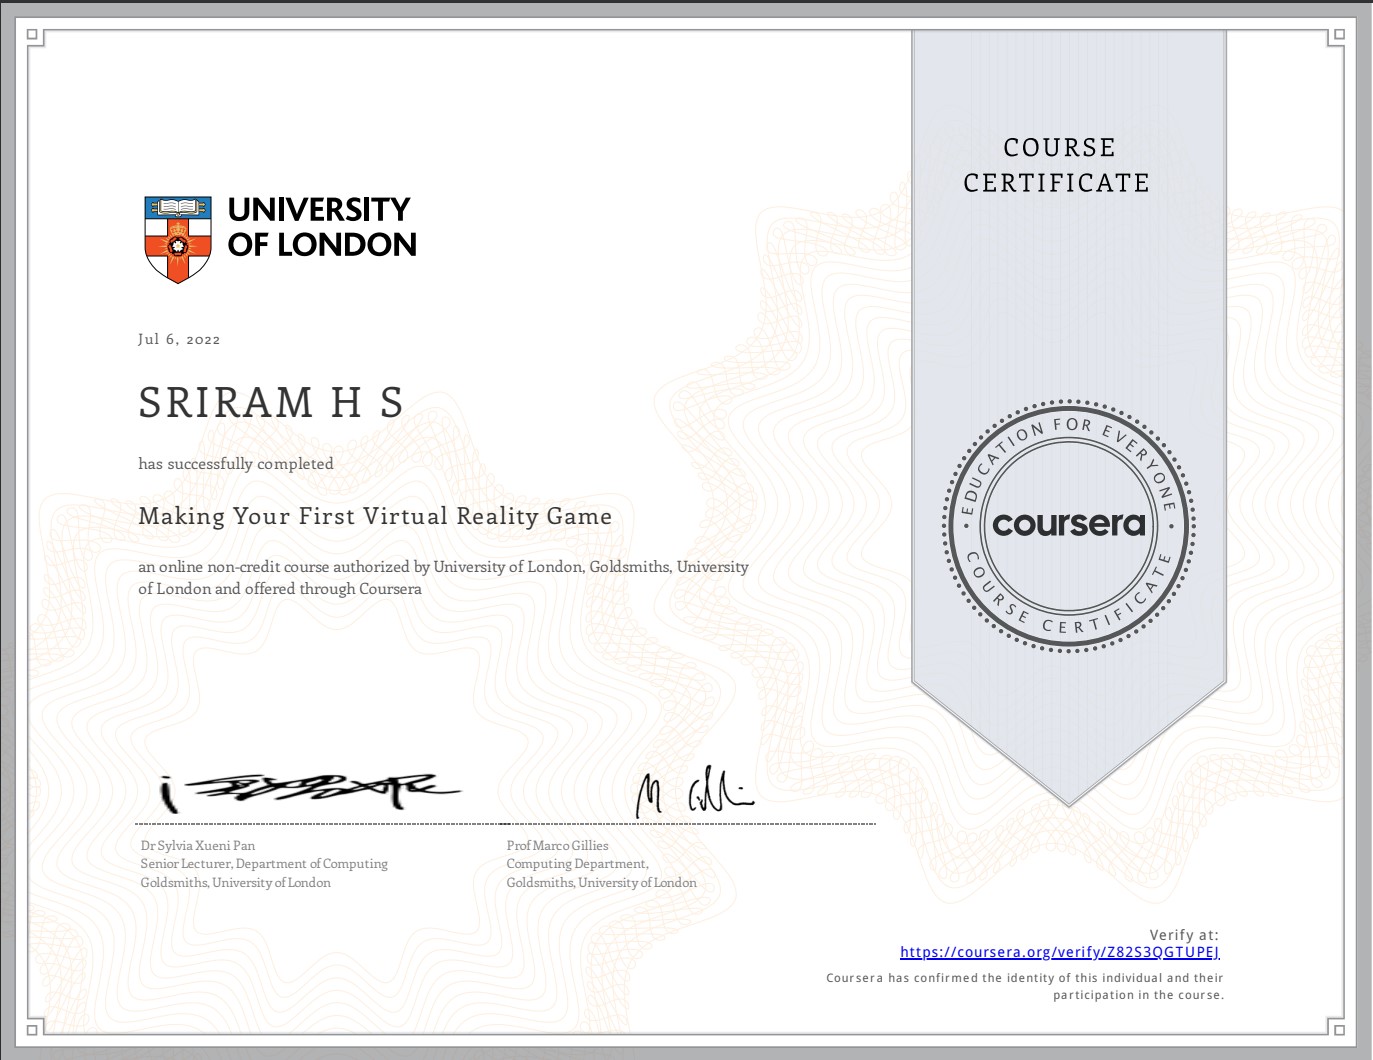 COURSE
CERTIFICATE
UNIVERSITY
OF LONDON
Jul 6, 2022
SRIRAM H S
has successfully completed
Making Your First Virtual Reality Game
an online non-credit course authorized by University of London, Goldsmiths, University
of London and offered through Coursera
EDUCATION FOR EVERYONE
coursera
COURSE CERTIFICATE
Dr Sylvia Xueni Pan
Senior Lecturer, Department of Computing
Goldsmiths, University of London
Prof Marco Gillies
Computing Department,
Goldsmiths, University of London
Verify at:
https://coursera.org/verify/Z82S3QGTUPEJ
Coursera has confirmed the identity of this individual and their
participation in the course.